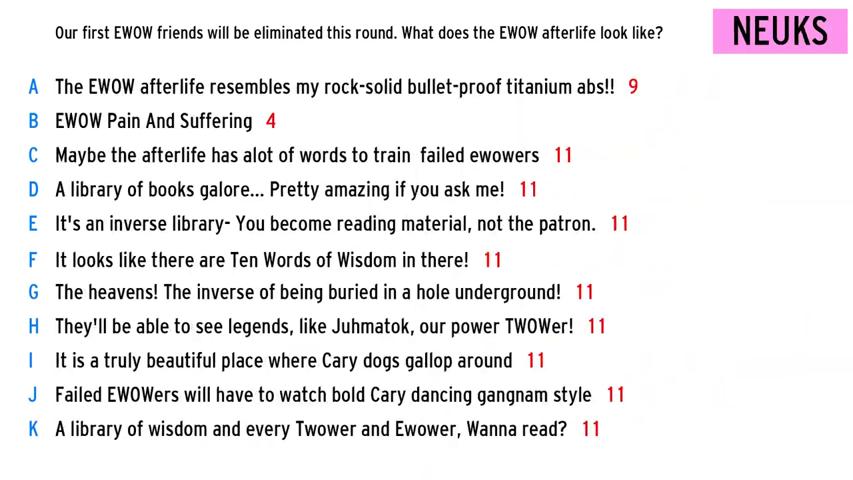 Our first EWOW friends will be eliminated this round. What does the EWOW afterlife look like?
NEUKS
A The EWOW afterlife resembles my rock-solid bullet-proof titanium abs!! 9
B EWOW Pain And Suffering 4
C Maybe the afterlife has alot of words to train failed ewowers 11
D A library of books galore... Pretty amazing if you ask me! 11
E It's an inverse library- You become reading material, not the patron. 11
F It looks like there are Ten Words of Wisdom in there! 11
G The heavens! The inverse of being buried in a hole underground! 11
H They'll be able to see legends, like Juhmatok, our power TWOWer! 11
I It is a truly beautiful place where Cary dogs gallop around 11
J Failed EWOWers will have to watch bold Cary dancing gangnam style 11
K A library of wisdom and every Twower and Ewower, Wanna read? 11